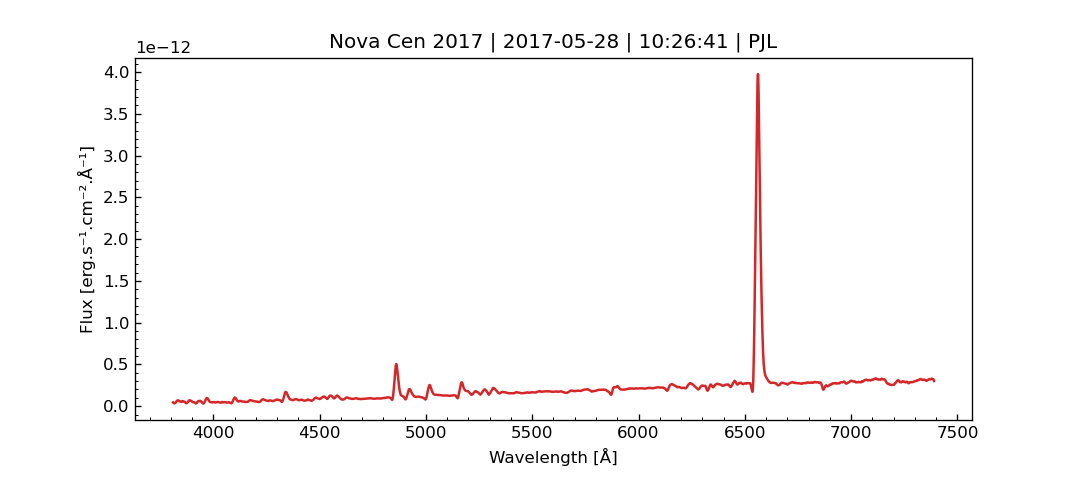 Nova Cen 2017 | 2017-05-28 | 10:26:41 | PJL
1e−12
4.0
3.5
3.0
2.5
2.0
1.5
1.0
0.5
0.0
Flux [erg.s⁻¹.cm⁻².Å⁻¹]
4000 4500 5000 5500 6000 6500 7000 7500
Wavelength [Å]